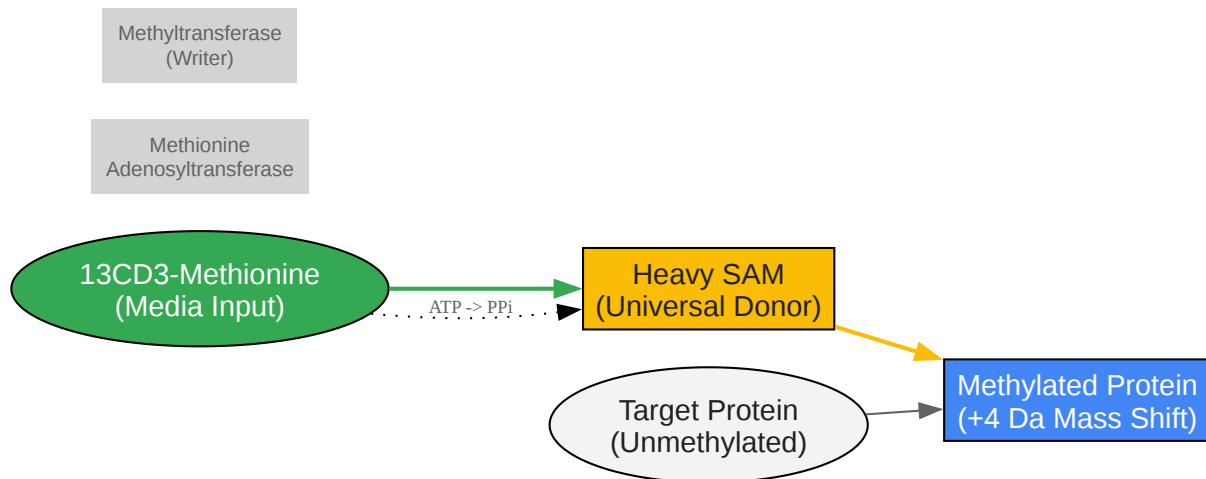 Methyltransferase
(Writer)
Methionine
Adenosyltransferase
13CD3-Methionine
(Media Input)
ATP -> PPi
Heavy SAM
(Universal Donor)
Target Protein
(Unmethylated)
Methylated Protein
(+4 Da Mass Shift)